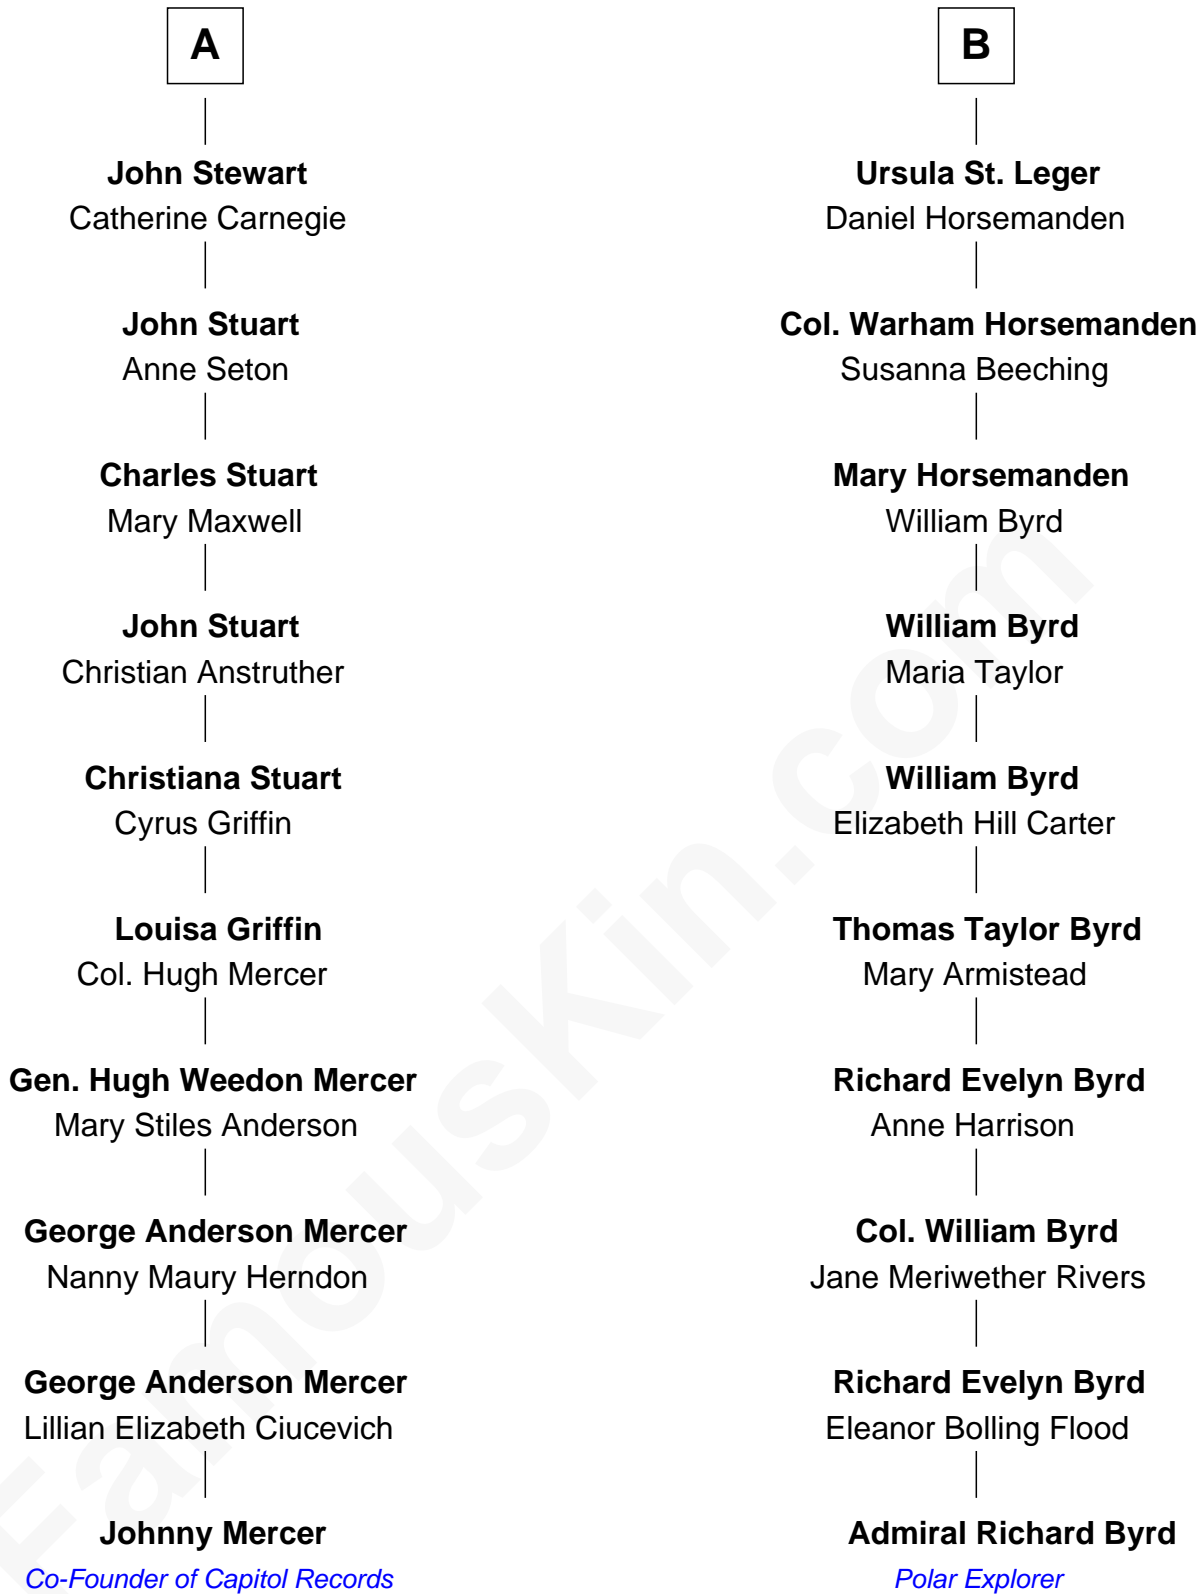 A
John Stewart
Catherine Carnegie
John Stuart
Anne Seton
Charles Stuart
Mary Maxwell
John Stuart
Christian Anstruther
Christiana Stuart
Cyrus Griffin
Louisa Griffin
Col. Hugh Mercer
Gen. Hugh Weedon Mercer
Mary Stiles Anderson
George Anderson Mercer
Nanny Maury Herndon
George Anderson Mercer
Lillian Elizabeth Ciucevich
Johnny Mercer
Co-Founder of Capitol Records
B
Ursula St. Leger
Daniel Horsemanden
Col. Warham Horsemanden
Susanna Beeching
Mary Horsemanden
William Byrd
William Byrd
Maria Taylor
William Byrd
Elizabeth Hill Carter
Thomas Taylor Byrd
Mary Armistead
Richard Evelyn Byrd
Anne Harrison
Col. William Byrd
Jane Meriwether Rivers
Richard Evelyn Byrd
Eleanor Bolling Flood
Admiral Richard Byrd
Polar Explorer
FamousKin.com